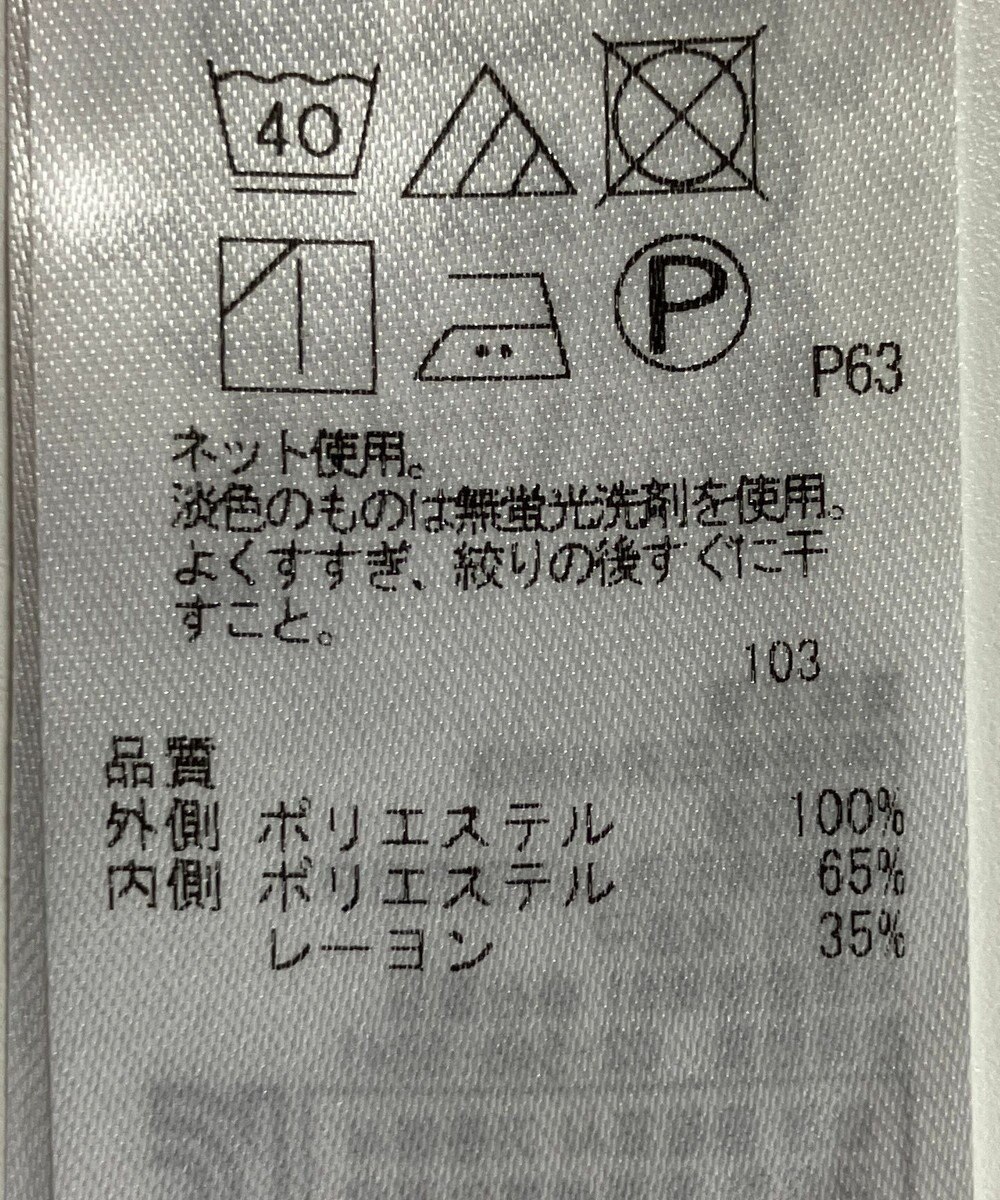 40
P
P63
ネット使用。
淡色のものは無蛍光洗剤を使用。
よくすすぎ、絞りの後すぐに干
すこと。
103
品質
外側 ポリエステル 100%
内側 ポリエステル 65%
レーヨン 35%